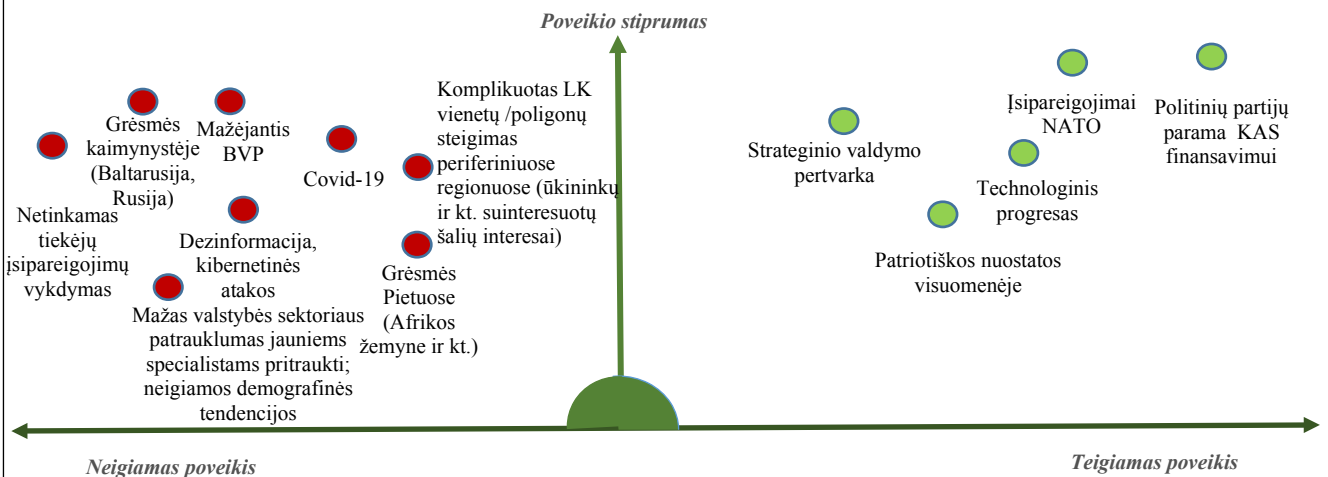 Poveikio stiprumas
Grėsmės
kaimynystėje
(Baltarusija,
Rusija)
Mažėjantis
BVP
Covid-19
Komplikuotas LK
vienetų /poligonų
steigimas
periferiniuose
regionuose (ūkininkų
ir kt. suinteresuotų
šalių interesai)
Netinkamas
tiekėjų
įsipareigojimų
vykdymas
Dezinformacija,
kibernetinės
atakos
Grėsmės
Pietuose
(Afrikos
žemyne ir kt.)
Mažas valstybės sektoriaus
patrauklumas jauniems
specialistams pritraukti;
neigiamos demografinės
tendencijos
Strateginio valdymo
pertvarka
Įsipareigojimai
NATO
Politinių partijų
parama KAS
finansavimui
Technologinis
progresas
Patriotiškos nuostatos
visuomenėje
Neigiamas poveikis
Teigiamas poveikis